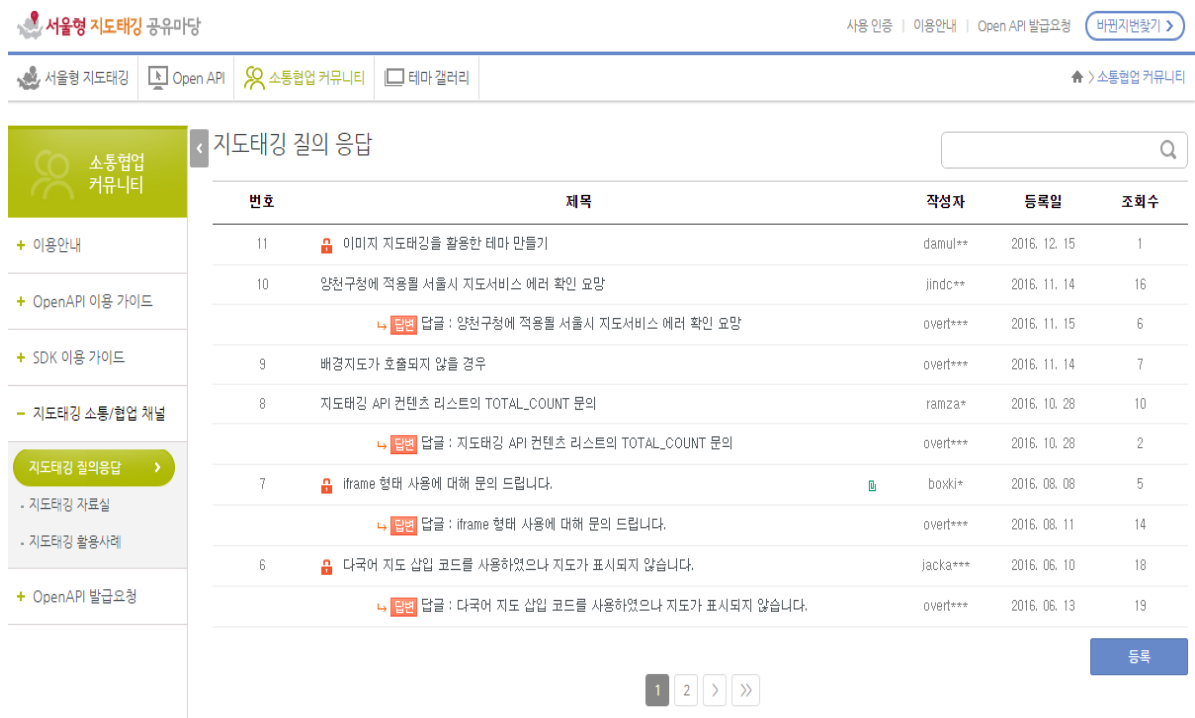 서울형 지도태깅 공유마당
사용 인증 | 이용안내 | Open API 발급요청 바뀐지번찾기
서울형 지도태깅 Open API 소통협업 커뮤니티 테마 갤러리
소통협업 커뮤니티
소통협업
커뮤니티
+ 이용안내
+ OpenAPI 이용 가이드
+ SDK 이용 가이드
- 지도태깅 소통/협업 채널
지도태깅 질의응답
- 지도태깅 자료실
- 지도태깅 활용사례
+ OpenAPI 발급요청
지도태깅 질의 응답
번호 제목 작성자 등록일 조회수
11 이미지 지도태깅을 활용한 테마 만들기 damul** 2016. 12. 15 1
10 양천구청에 적용될 서울시 지도서비스 에러 확인 요망 jindc** 2016. 11. 14 16
답변 답글 : 양천구청에 적용될 서울시 지도서비스 에러 확인 요망 overt*** 2016. 11. 15 6
9 배경지도가 호출되지 않을 경우 overt*** 2016. 11. 14 7
8 지도태깅 API 컨텐츠 리스트의 TOTAL_COUNT 문의 ramza* 2016. 10. 28 10
답변 답글 : 지도태깅 API 컨텐츠 리스트의 TOTAL_COUNT 문의 overt*** 2016. 10. 28 2
7 iframe 형태 사용에 대해 문의 드립니다. boxki* 2016. 08. 08 5
답변 답글 : iframe 형태 사용에 대해 문의 드립니다. overt*** 2016. 08. 11 14
6 다국어 지도 삽입 코드를 사용하였으나 지도가 표시되지 않습니다. jacka*** 2016. 06. 10 18
답변 답글 : 다국어 지도 삽입 코드를 사용하였으나 지도가 표시되지 않습니다. overt*** 2016. 06. 13 19
등록
1 2